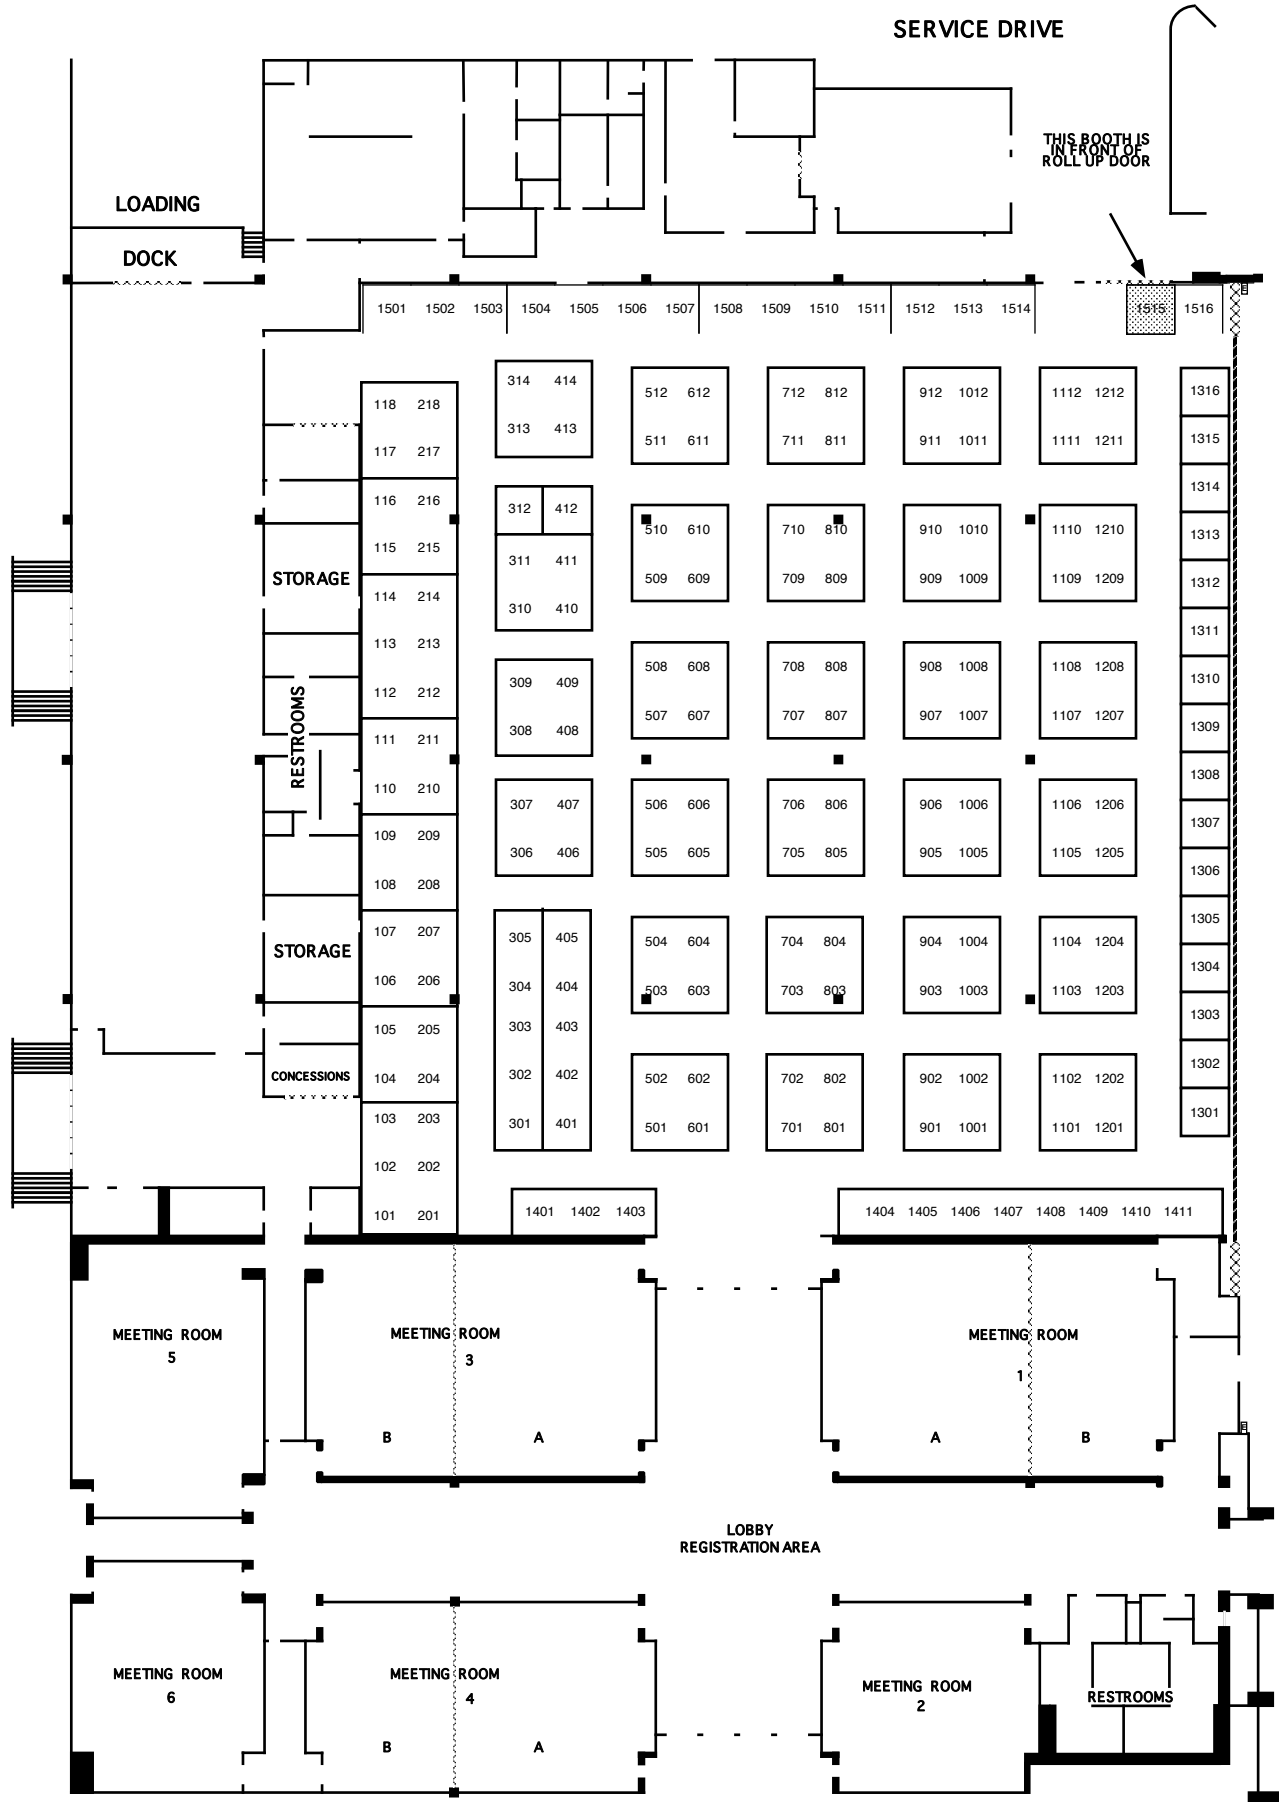 SERVICE DRIVE
THIS BOOTH IS
IN FRONT OF
ROLL UP DOOR
LOADING
DOCK
1501 1502 1503 1504 1505 1506 1507 1508 1509 1510 1511 1512 1513 1514 1515 1516
314 414
512 612 712 812 912 1012 1112 1212 1316
118 218
313 413
511 611 711 811 911 1011 1111 1211 1315
117 217
116 216 312 412 1314
510 610 710 810 910 1010 1110 1210 1313
115 215 311 411
STORAGE
509 609 709 809 909 1009 1109 1209 1312
114 214 310 410
1311
113 213
508 608 708 808 908 1008 1108 1208 1310
309 409
112 212
507 607 707 807 907 1007 1107 1207 1309
308 408
RESTROOMS
111 211
1308
110 210
307 407 506 606 706 806 906 1006 1106 1206 1307
109 209
306 406 505 605 705 805 905 1005 1105 1205 1306
108 208
1305
107 207 305 405 504 604 704 804 904 1004 1104 1204
STORAGE
1304
106 206 304 404 503 603 703 803 903 1003 1103 1203
1303
105 205 303 403
1302
CONCESSIONS
104 204 302 402 502 602 702 802 902 1002 1102 1202
1301
103 203 301 401 501 601 701 801 901 1001 1101 1201
102 202
101 201
1401 1402 1403 1404 1405 1406 1407 1408 1409 1410 1411
MEETING ROOM
5
MEETING ROOM
3
B A
MEETING ROOM
1
A B
LOBBY
REGISTRATION AREA
MEETING ROOM
6
MEETING ROOM
4
B A
MEETING ROOM
2
RESTROOMS